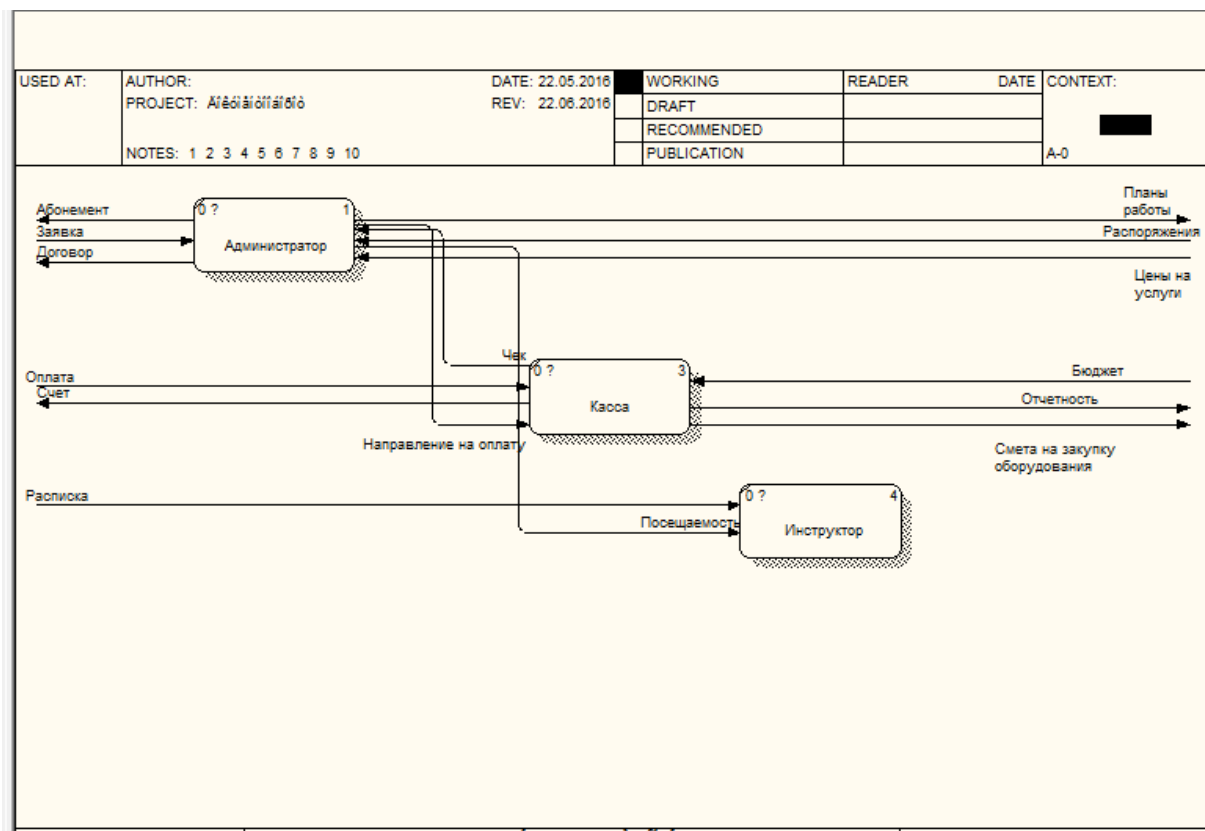 USED AT:
AUTHOR:
DATE: 22.05.2016
WORKING
READER
DATE
CONTEXT:
PROJECT: Äîêóìåíòîîáîðîò
REV: 22.06.2016
DRAFT
RECOMMENDED
NOTES: 1 2 3 4 5 6 7 8 9 10
PUBLICATION
A-0
Абонемент
Заявка
Договор
0 ?
1
Администратор
Планы
работы
Распоряжения
Цены на
услуги
Чек
0 ?
3
Касса
Оплата
Счет
Бюджет
Отчетность
Направление на оплату
Смета на закупку
оборудования
Расписка
0 ?
4
Посещаемость
Инструктор